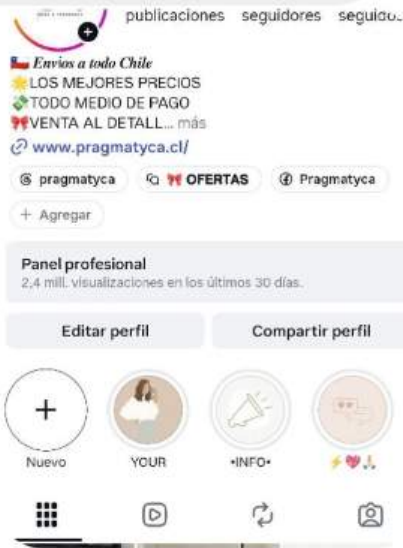 publicaciones seguidores
🇨🇱 Envios a todo Chile
🌟LOS MEJORES PRECIOS
💸TODO MEDIO DE PAGO
🎀VENTA AL DETALL... más
www.pragmatyca.cl/
pragmatyca
🎀 OFERTAS
Pragmatyca
+ Agregar
Panel profesional
2,4 mill. visualizaciones en los últimos 30 días.
Editar perfil
Compartir perfil
Nuevo
YOUR
•INFO•
⚡💖🙏